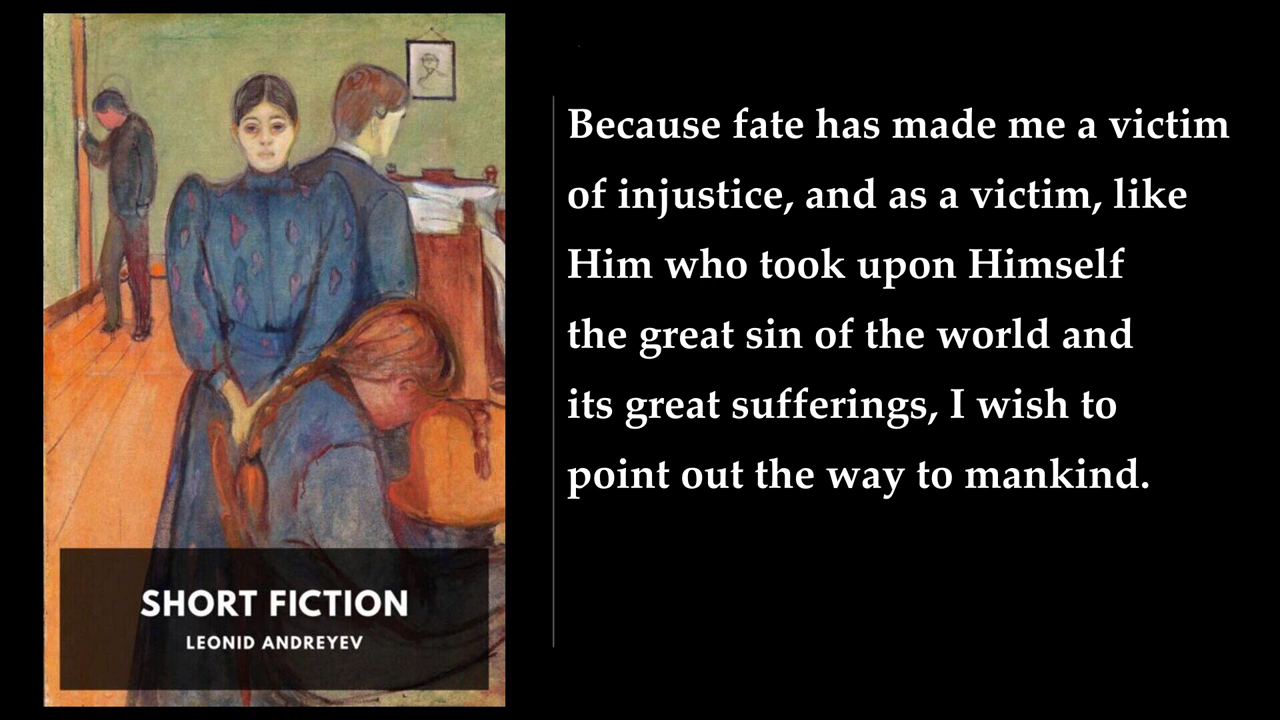 SHORT FICTION
LEONID ANDREYEV
Because fate has made me a victim
of injustice, and as a victim, like
Him who took upon Himself
the great sin of the world and
its great sufferings, I wish to
point out the way to mankind.